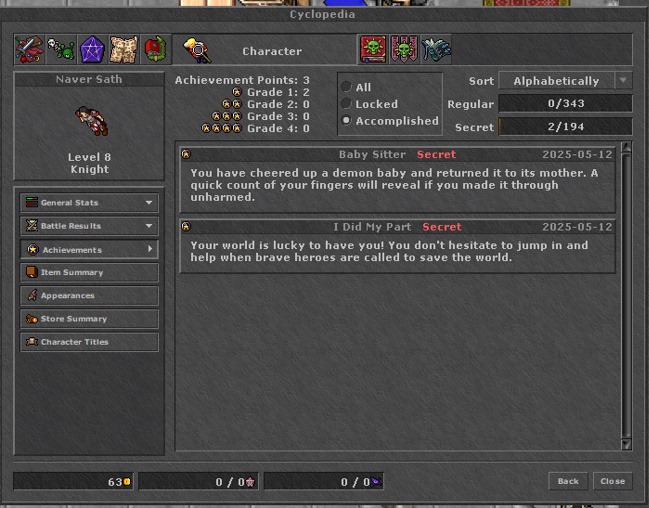 Cyclopedia
Character
Naver Sath
Level 8
Knight
General Stats
Battle Results
Achievements
Item Summary
Appearances
Store Summary
Character Titles
Achievement Points: 3
Grade 1: 2
Grade 2: 0
Grade 3: 0
Grade 4: 0
All
Locked
Accomplished
Sort Alphabetically
Regular 0/343
Secret 2/194
Baby Sitter Secret 2025-05-12
You have cheered up a demon baby and returned it to its mother. A
quick count of your fingers will reveal if you made it through
unharmed.
I Did My Part Secret 2025-05-12
Your world is lucky to have you! You don't hesitate to jump in and
help when brave heroes are called to save the world.
63
0 / 0
0 / 0
Back
Close